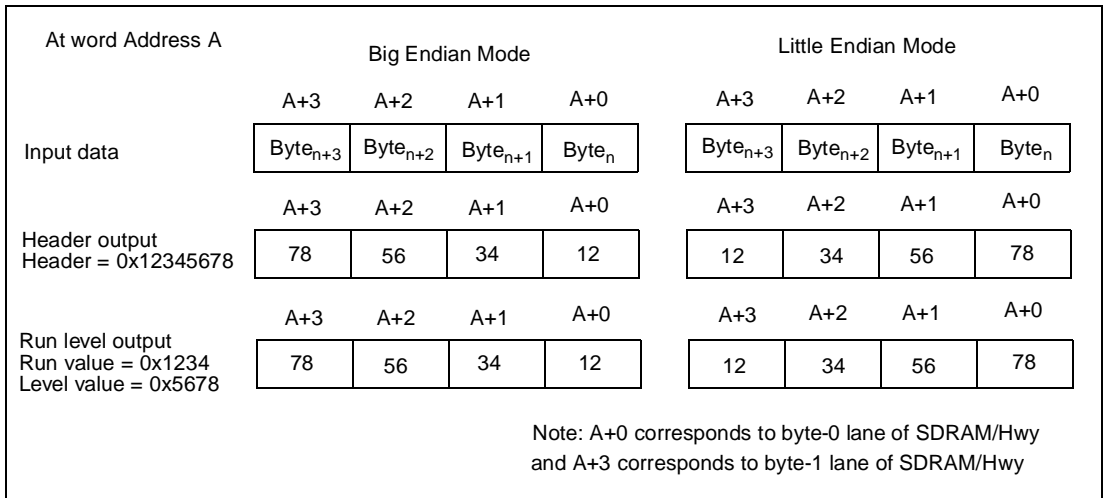 At word Address A
Big Endian Mode Little Endian Mode
A+3 A+2 A+1 A+0 A+3 A+2 A+1 A+0
Input data Byten+3 Byten+2 Byten+1 Byten Byten+3 Byten+2 Byten+1 Byten
A+3 A+2 A+1 A+0 A+3 A+2 A+1 A+0
Header output
Header = 0x12345678 78 56 34 12 12 34 56 78
A+3 A+2 A+1 A+0 A+3 A+2 A+1 A+0
Run level output
Run value = 0x1234 78 56 34 12 12 34 56 78
Level value = 0x5678
Note: A+0 corresponds to byte-0 lane of SDRAM/Hwy
and A+3 corresponds to byte-1 lane of SDRAM/Hwy